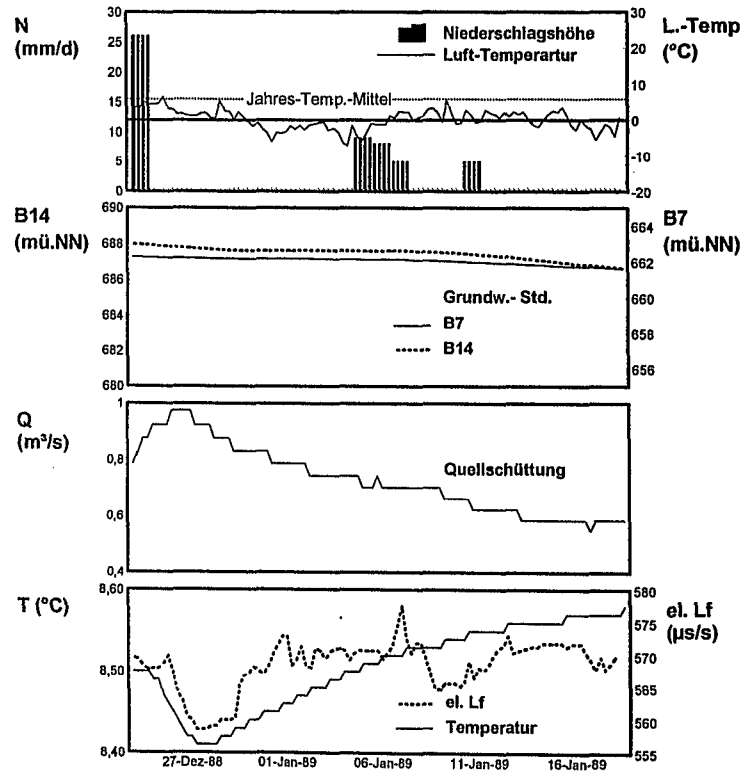 N
(mm/d)
30
25
20
15
10
5
0
Niederschlagshöhe
Luft-Temperartur
Jahres-Temp.-Mittel
30
20
10
0
-10
-20
L.-Temp
(°C)
B14
(mü.NN)
690
688
686
684
682
680
Grundw.- Std.
B7
B14
664
662
660
658
656
B7
(mü.NN)
Q
(m³/s)
1
0,8
0,6
0,4
Quellschüttung
T (°C)
8,60
8,50
8,40
el. Lf
Temperatur
580
575
570
565
560
555
el. Lf
(µs/s)
27-Dez-88
01-Jan-89
06-Jan-89
11-Jan-89
16-Jan-89